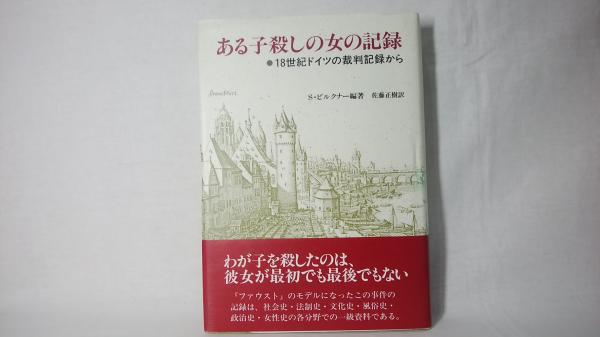 ある子殺しの女の記録
●18世紀ドイツの裁判記録から
S・ビルクナー編著 佐藤正樹訳
わが子を殺したのは、
彼女が最初でも最後でもない
『ファウスト』のモデルになったこの事件の
記録は、社会史・法制史・文化史・風俗史・
政治史・女性史の各分野での一級資料である。